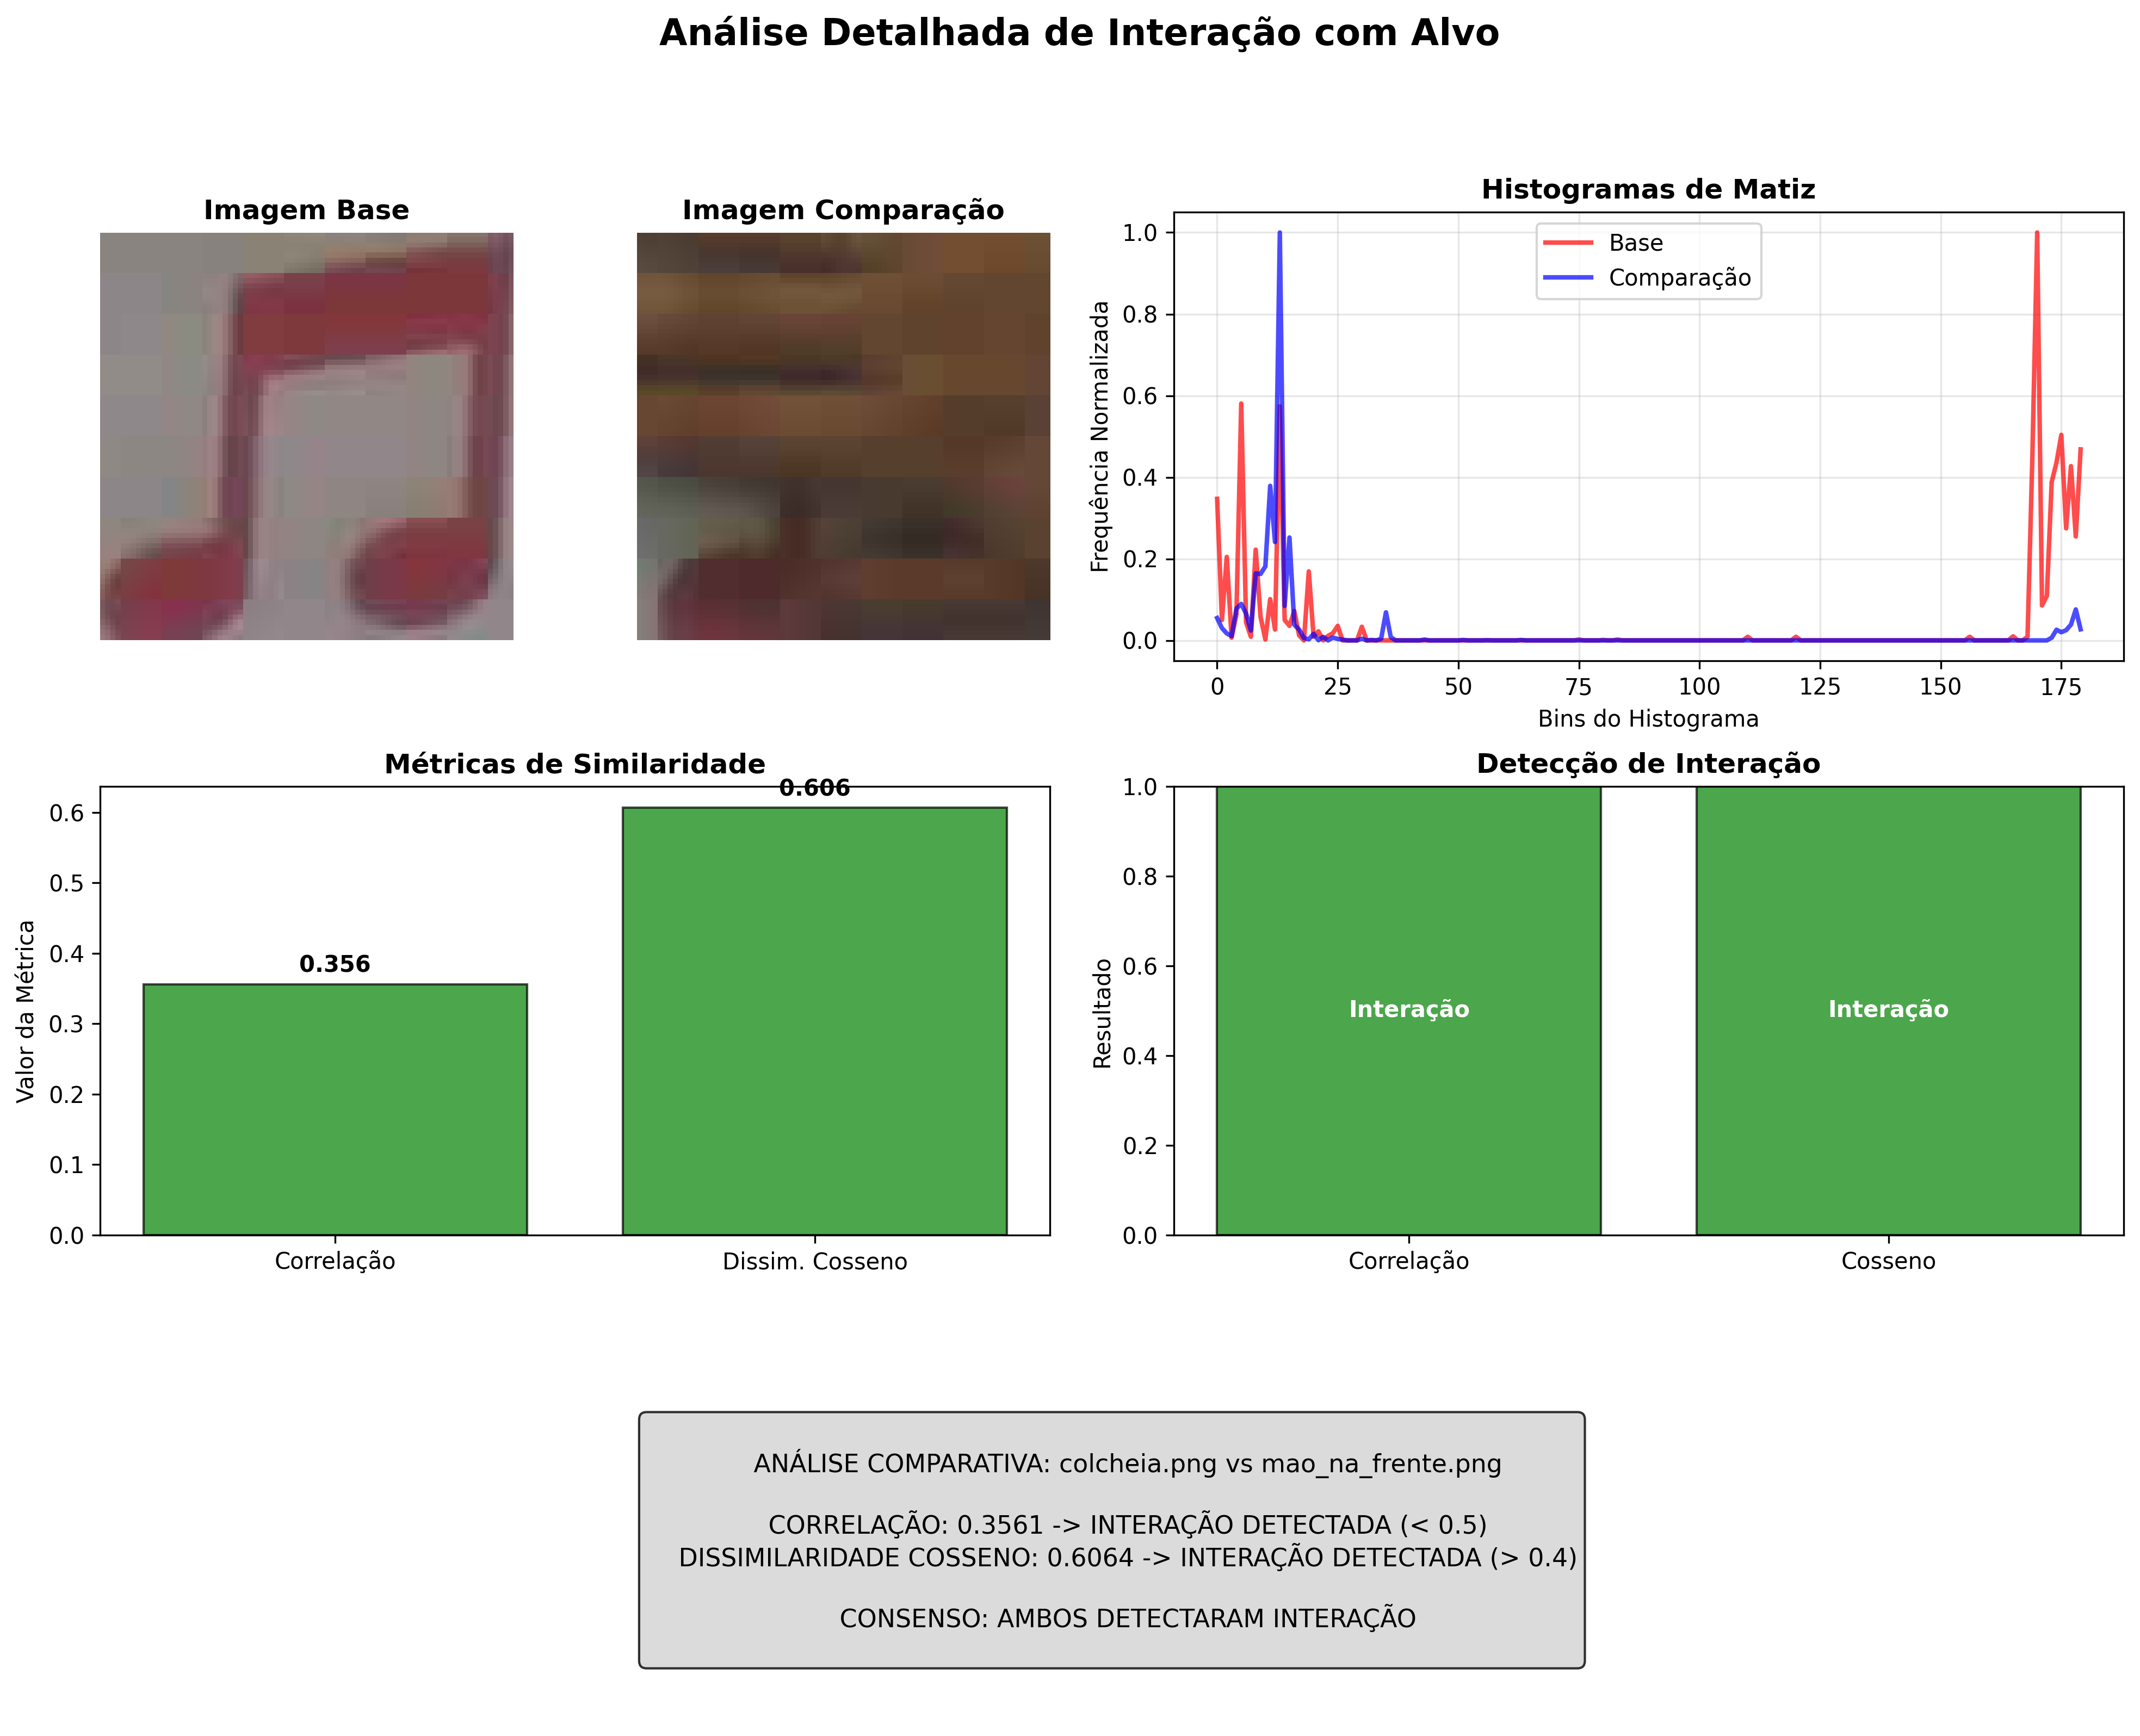 Análise Detalhada de Interação com Alvo
Imagem Base
Imagem Comparação
Histogramas de Matiz
Base
Comparação
Frequência Normalizada
1.0
0.8
0.6
0.4
0.2
0.0
0
25
50
75
100
125
150
175
Bins do Histograma
Métricas de Similaridade
Valor da Métrica
0.6
0.5
0.4
0.3
0.2
0.1
0.0
0.356
0.606
Correlação
Dissim. Cosseno
Detecção de Interação
Resultado
1.0
0.8
0.6
0.4
0.2
0.0
Interação
Interação
Correlação
Cosseno
ANÁLISE COMPARATIVA: colcheia.png vs mao_na_frente.png
CORRELAÇÃO: 0.3561 -> INTERAÇÃO DETECTADA (< 0.5)
DISSIMILARIDADE COSSENO: 0.6064 -> INTERAÇÃO DETECTADA (> 0.4)
CONSENSO: AMBOS DETECTARAM INTERAÇÃO